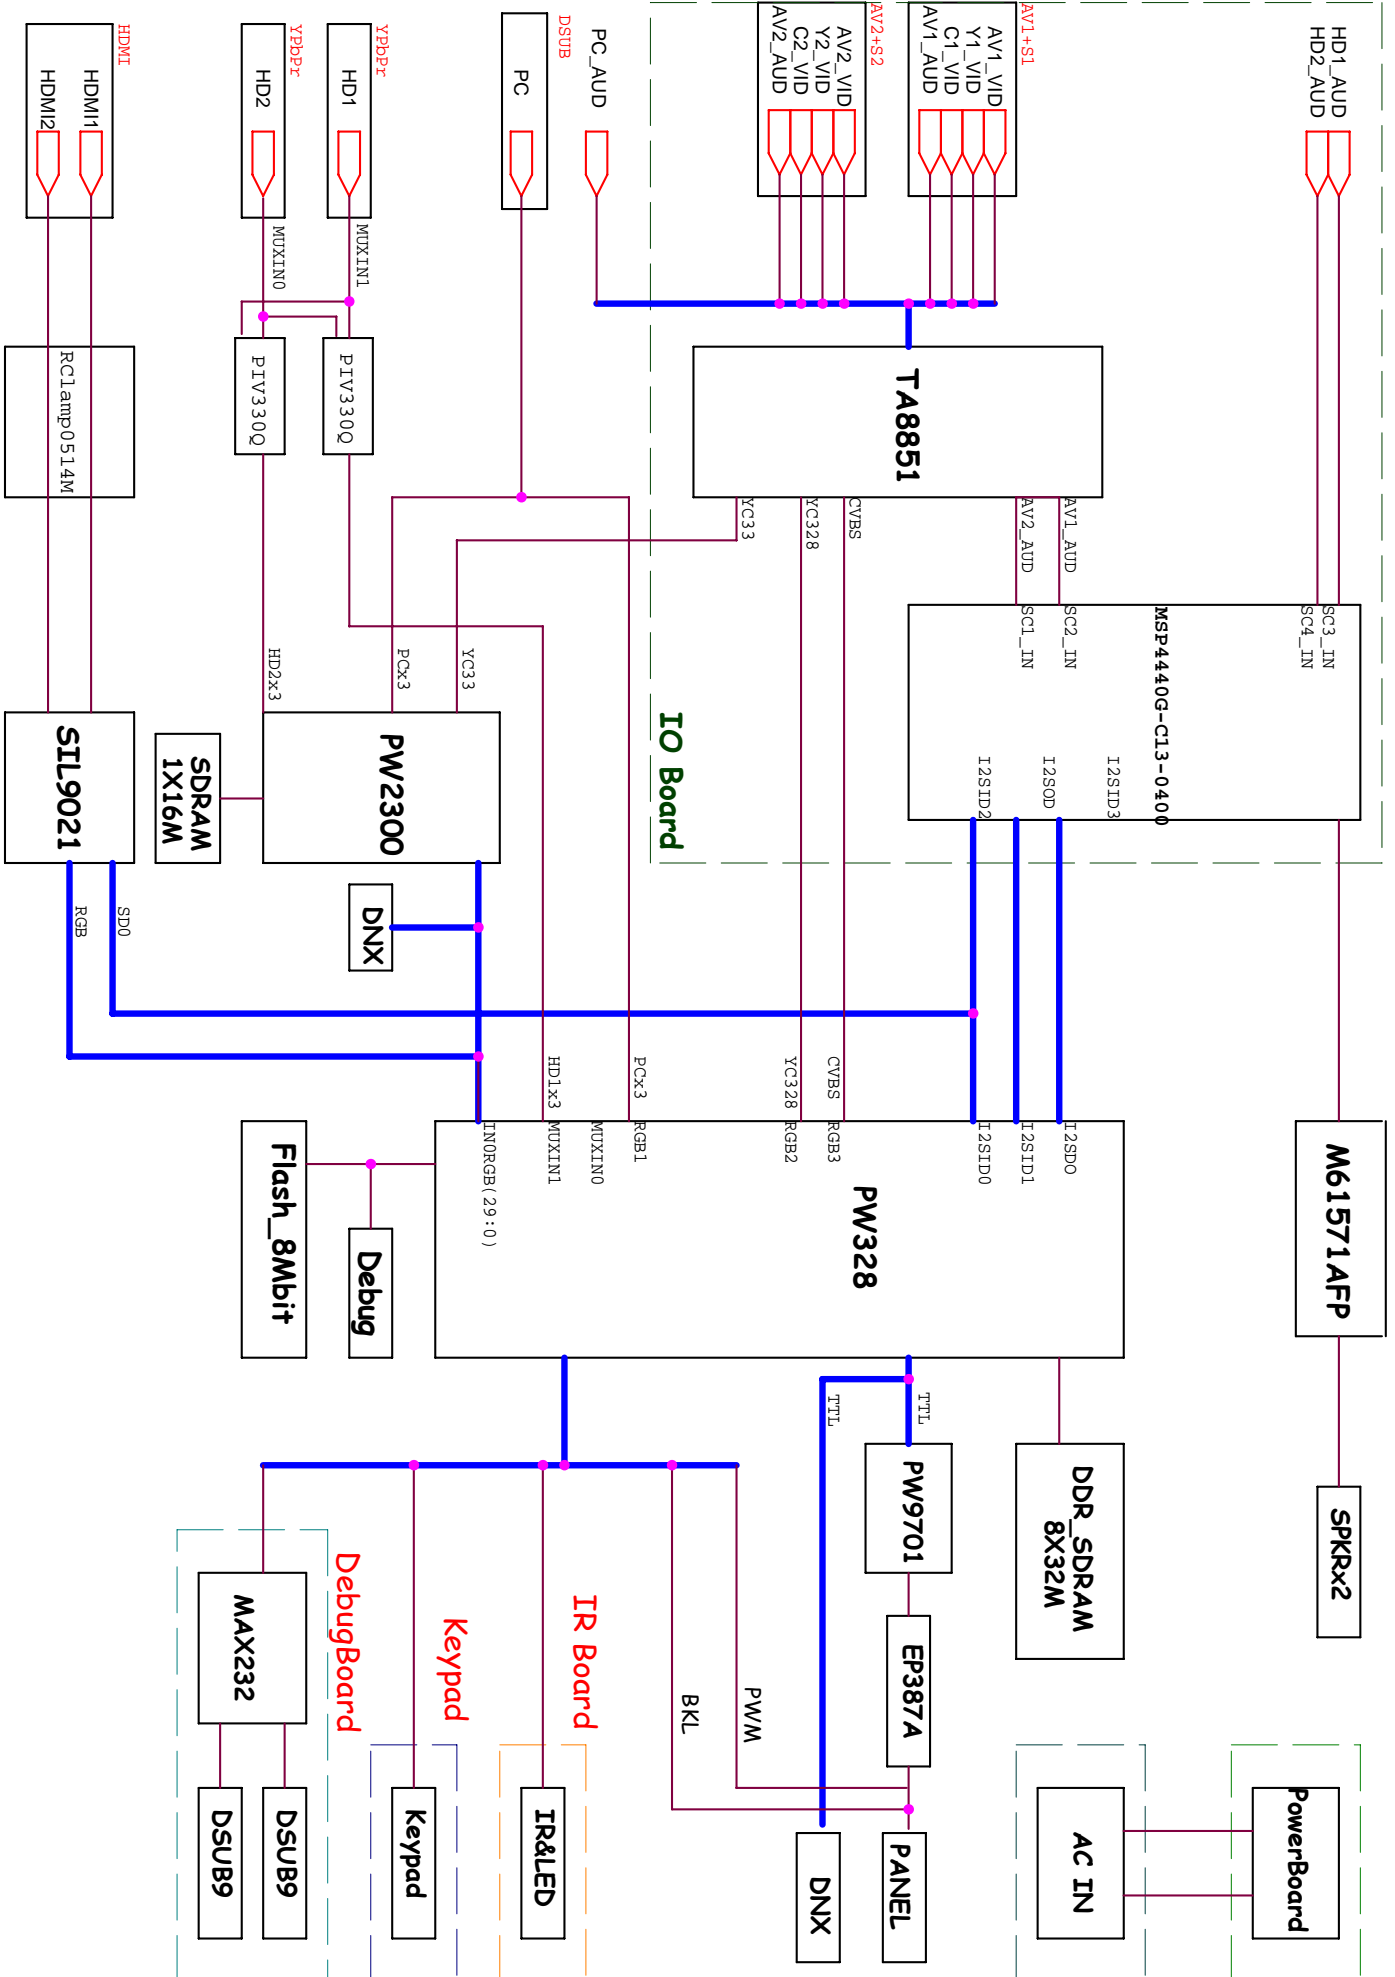 HD1_AUD
HD2_AUD
AV1+S1
AV1_VID
Y1_VID
C1_VID
AV1_AUD
AV2+S2
AV2_VID
Y2_VID
C2_VID
AV2_AUD
PC_AUD
DSUB
PC
YPbPr
HD1
MUXIN1
YPbPr
HD2
MUXIN0
HDMI
HDMI1
HDMI2
TA8851
PIV330Q
PIV330Q
RClamp0514M
AV1_AUD
AV2_AUD
CVBS
YC328
YC33
SC3_IN
SC4_IN
MSP4440G-C13-0400
SC2_IN
SC1_IN
I2SID3
I2SOD
I2SID2
IO Board
YC33
PCx3
HD2x3
PW2300
SDRAM
1X16M
SIL9021
DNX
SD0
RGB
CVBS
YC328
PCx3
HD1x3
M61571AFP
I2SDO
I2SID1
I2SID0
RGB3
RGB2
RGB1
MUXIN0
MUXIN1
IN0RGB(29:0)
PW328
Debug
Flash_8Mbit
TTL
TTL
SPKRx2
DDR_SDRAM
8X32M
PW9701
EP387A
PWM
BKL
IR Board
Keypad
DebugBoard
MAX232
PowerBoard
AC IN
PANEL
DNX
IR&LED
Keypad
DSUB9
DSUB9